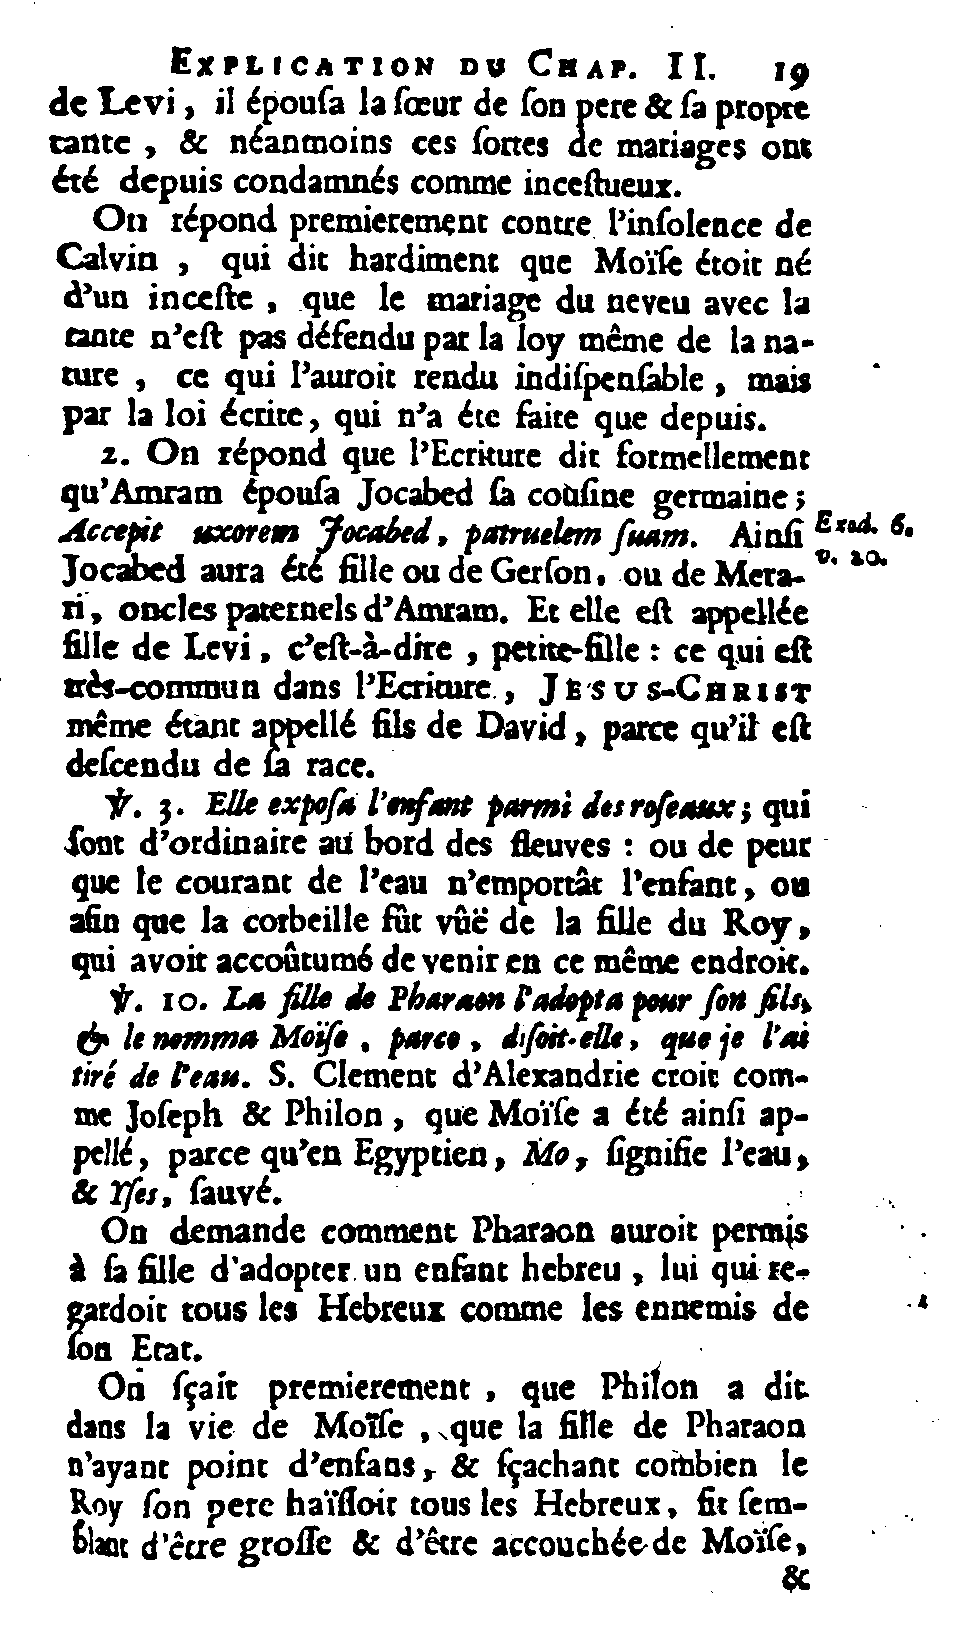 EXPLICATION DU CHAP. II. 19
de Levi, il épouſa la ſœur de ſon pere & ſa propre
tante, & néanmoins ces ſortes de mariages ont
été depuis condamnés comme inceſtueux.
On répond premierement contre l'inſolence de
Calvin, qui dit hardiment que Moïſe étoit né
d'un inceſte, que le mariage du neveu avec la
tante n'eſt pas défendu par la loy même de la na-
ture, ce qui l'auroit rendu indiſpenſable, mais
par la loi écrite, qui n'a éte faite que depuis.
2. On répond que l'Ecriture dit formellement
qu'Amram épouſa Jocabed ſa couſine germaine;
Accepit uxorem Jocabed, patruelem ſuam. Ainſi
Exod. 6.
v. 20.
Jocabed aura été fille ou de Gerſon, ou de Mera-
ri, oncles paternels d'Amram. Et elle eſt appellée
fille de Levi, c'eſt-à-dire, petite-fille : ce qui eſt
très-commun dans l'Ecriture, JESUS-CHRIST
même étant appellé fils de David, parce qu'il eſt
deſcendu de ſa race.
℣. 3. Elle expoſa l'enfant parmi des roſeaux; qui
ſont d'ordinaire au bord des fleuves : ou de peur
que le courant de l'eau n'emportât l'enfant, ou
afin que la corbeille fût vûë de la fille du Roy,
qui avoit accoûtumé de venir en ce même endroit.
℣. 10. La fille de Pharaon l'adopta pour ſon fils,
& le nomma Moïſe, parce, diſoit-elle, que je l'ai
tiré de l'eau. S. Clement d'Alexandrie croit com-
me Joſeph & Philon, que Moïſe a été ainſi ap-
pellé, parce qu'en Egyptien, Mo, ſignifie l'eau,
& Yſes, ſauvé.
On demande comment Pharaon auroit permis
à ſa fille d'adopter un enfant hebreu, lui qui re-
gardoit tous les Hebreux comme les ennemis de
ſon Etat.
On ſçait premierement, que Philon a dit
dans la vie de Moïſe, que la fille de Pharaon
n'ayant point d'enfans, & ſçachant combien le
Roy ſon pere haïſſoit tous les Hebreux, fit ſem-
blant d'être groſſe & d'être accouchée de Moïſe,
&